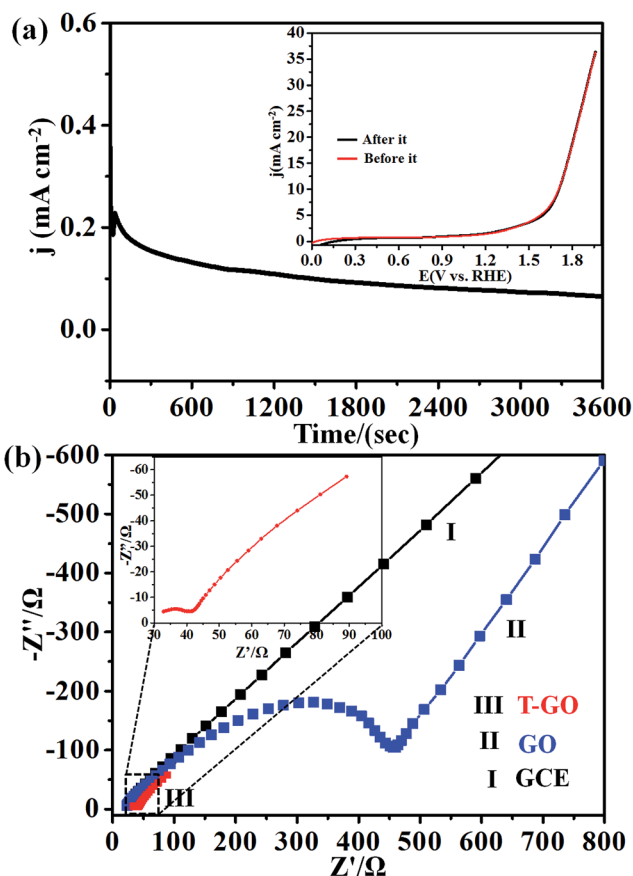 (a)
j (mA cm⁻²)
0.6
0.4
0.2
0.0
0 600 1200 1800 2400 3000 3600
Time/(sec)
j(mA cm⁻²)
40
35
30
25
20
15
10
5
0
After it
Before it
0.0 0.3 0.6 0.9 1.2 1.5 1.8
E(V vs. RHE)
(b)
-Z''/Ω
-600
-500
-400
-300
-200
-100
0
0 100 200 300 400 500 600 700 800
Z'/Ω
-Z''/Ω
-60
-50
-40
-30
-20
-10
0
30 40 50 60 70 80 90 100
Z'/Ω
I
II
III
III T-GO
II GO
I GCE